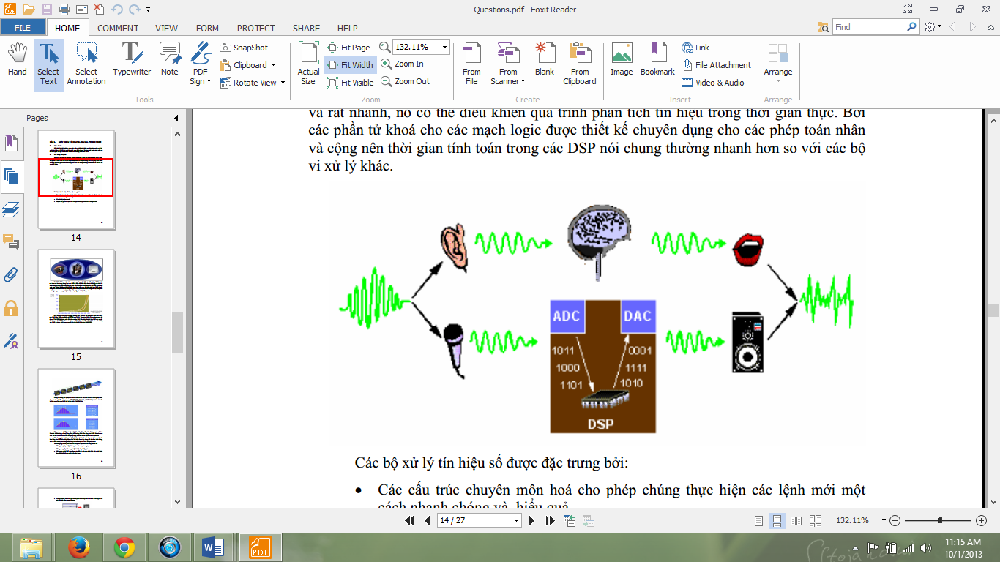 Questions.pdf - Foxit Reader
FILE HOME COMMENT VIEW FORM PROTECT SHARE HELP
Find
Hand
Select Text
Select Annotation
Typewriter
Note
PDF Sign
SnapShot
Clipboard
Rotate View
Tools
Actual Size
Fit Page
Fit Width
Fit Visible
132.11%
Zoom In
Zoom Out
Zoom
From File
From Scanner
Blank
From Clipboard
Create
Image
Bookmark
Link
File Attachment
Video & Audio
Insert
Arrange
Arrange
Pages
14
15
16
và rất nhanh, nó có thể điều khiển quá trình phân tích tín hiệu trong thời gian thực. Bởi
các phần tử khoá cho các mạch logic được thiết kế chuyên dụng cho các phép toán nhân
và cộng nên thời gian tính toán trong các DSP nói chung thường nhanh hơn so với các bộ
vi xử lý khác.
ADC DAC
1011 0001
1000 1111
1101 1010
DSP
Các bộ xử lý tín hiệu số được đặc trưng bởi:
• Các cấu trúc chuyên môn hoá cho phép chúng thực hiện các lệnh mới một
cách nhanh chóng và hiệu quả
14 / 27
132.11%
PDF
11:15 AM
10/1/2013